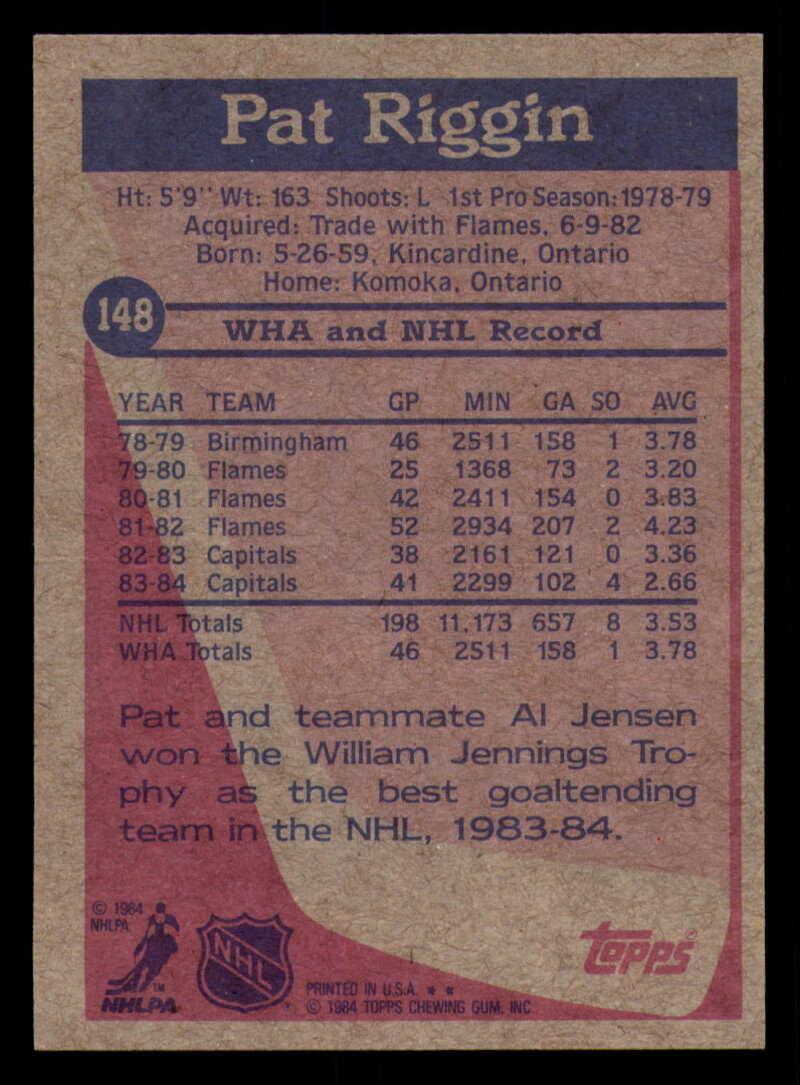 Pat Riggin
Ht: 5'9" Wt: 163 Shoots: L 1st Pro Season: 1978-79
Acquired: Trade with Flames, 6-9-82
Born: 5-26-59, Kincardine, Ontario
Home: Komoka, Ontario
148
WHA and NHL Record
YEAR TEAM GP MIN GA SO AVG
78-79 Birmingham 46 2511 158 1 3.78
79-80 Flames 25 1368 73 2 3.20
80-81 Flames 42 2411 154 0 3.83
81-82 Flames 52 2934 207 2 4.23
82-83 Capitals 38 2161 121 0 3.36
83-84 Capitals 41 2299 102 4 2.66
NHL Totals 198 11,173 657 8 3.53
WHA Totals 46 2511 158 1 3.78
Pat and teammate Al Jensen
won the William Jennings Tro-
phy as the best goaltending
team in the NHL, 1983-84.
© 1984
NHLPA
TM
NHLPA
NHL
®
PRINTED IN U.S.A. * *
© 1984 TOPPS CHEWING GUM, INC.
topps®